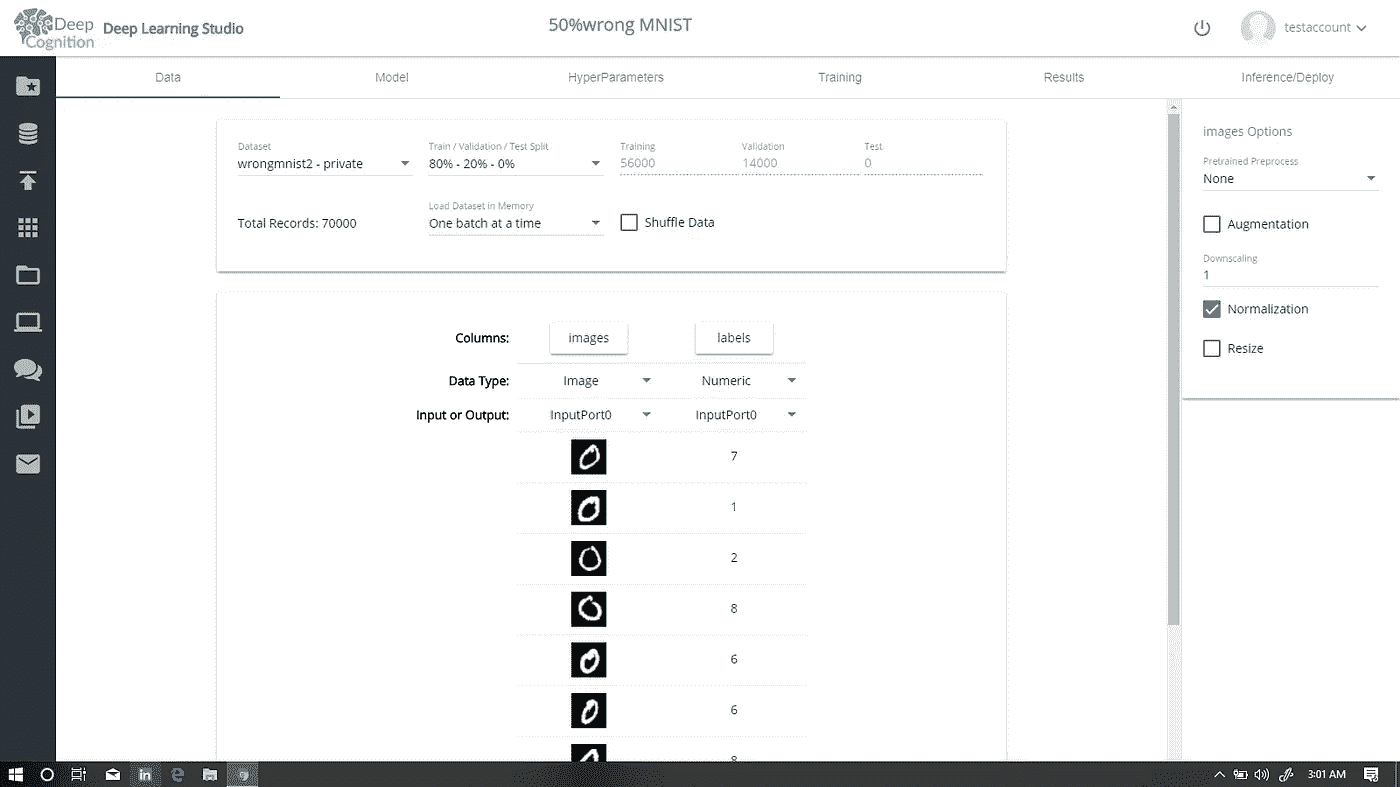 Deep Cognition
Deep Learning Studio
50%wrong MNIST
testaccount
Data
Model
HyperParameters
Training
Results
Inference/Deploy
Dataset
wrongmnist2 - private
Train / Validation / Test Split
80% - 20% - 0%
Training
56000
Validation
14000
Test
0
Total Records: 70000
Load Dataset in Memory
One batch at a time
Shuffle Data
Columns:
images
labels
Data Type:
Image
Numeric
Input or Output:
InputPort0
InputPort0
7
1
2
8
6
6
images Options
Pretrained Preprocess
None
Augmentation
Downscaling
1
Normalization
Resize
in
3:01 AM